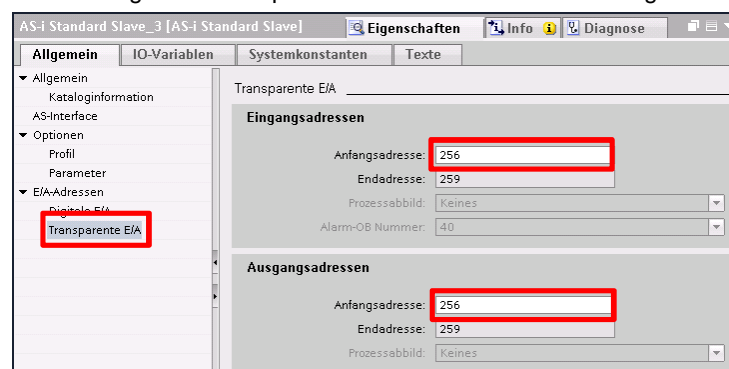 AS-i Standard Slave_3 [AS-i Standard Slave] Eigenschaften Info Diagnose
Allgemein IO-Variablen Systemkonstanten Texte
Allgemein
Kataloginformation
AS-Interface
Optionen
Profil
Parameter
E/A-Adressen
Digitale E/A
Transparente E/A
Transparente E/A
Eingangsadressen
Anfangsadresse: 256
Endadresse: 259
Prozessabbild: Keines
Alarm-OB Nummer: 40
Ausgangsadressen
Anfangsadresse: 256
Endadresse: 259
Prozessabbild: Keines